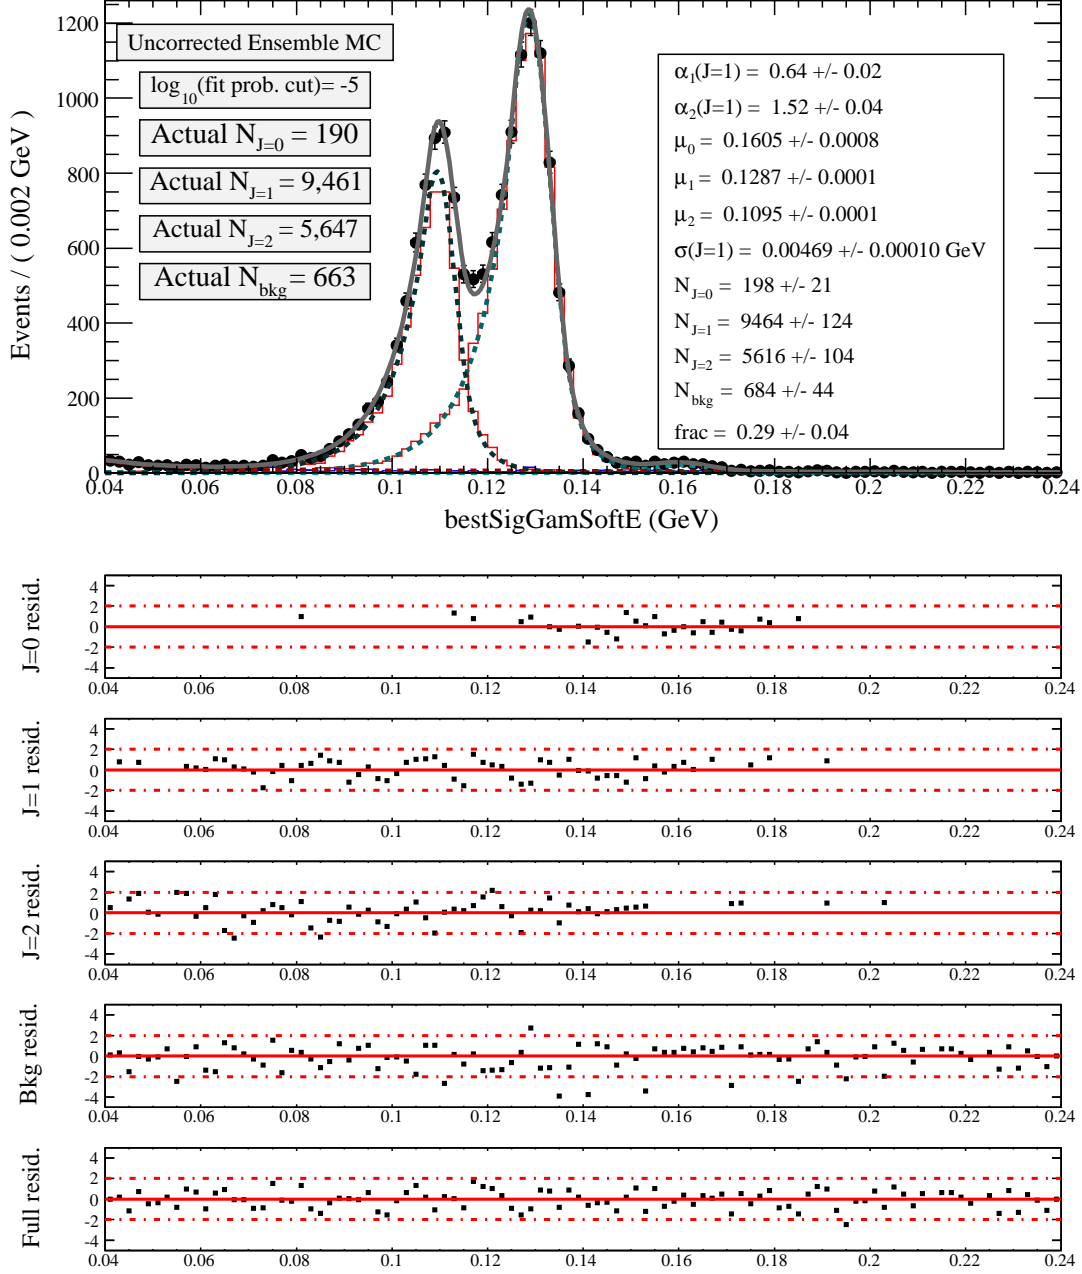 Events / ( 0.002 GeV )
1200
1000
800
600
400
200
0
Uncorrected Ensemble MC
log10(fit prob. cut)= -5
Actual NJ=0 = 190
Actual NJ=1 = 9,461
Actual NJ=2 = 5,647
Actual Nbkg = 663
α1(J=1) = 0.64 +/- 0.02
α2(J=1) = 1.52 +/- 0.04
μ0 = 0.1605 +/- 0.0008
μ1 = 0.1287 +/- 0.0001
μ2 = 0.1095 +/- 0.0001
σ(J=1) = 0.00469 +/- 0.00010 GeV
NJ=0 = 198 +/- 21
NJ=1 = 9464 +/- 124
NJ=2 = 5616 +/- 104
Nbkg = 684 +/- 44
frac = 0.29 +/- 0.04
0.04 0.06 0.08 0.1 0.12 0.14 0.16 0.18 0.2 0.22 0.24
bestSigGamSoftE (GeV)
J=0 resid.
4
2
0
-2
-4
0.04 0.06 0.08 0.1 0.12 0.14 0.16 0.18 0.2 0.22 0.24
J=1 resid.
4
2
0
-2
-4
0.04 0.06 0.08 0.1 0.12 0.14 0.16 0.18 0.2 0.22 0.24
J=2 resid.
4
2
0
-2
-4
0.04 0.06 0.08 0.1 0.12 0.14 0.16 0.18 0.2 0.22 0.24
Bkg resid.
4
2
0
-2
-4
0.04 0.06 0.08 0.1 0.12 0.14 0.16 0.18 0.2 0.22 0.24
Full resid.
4
2
0
-2
-4
0.04 0.06 0.08 0.1 0.12 0.14 0.16 0.18 0.2 0.22 0.24